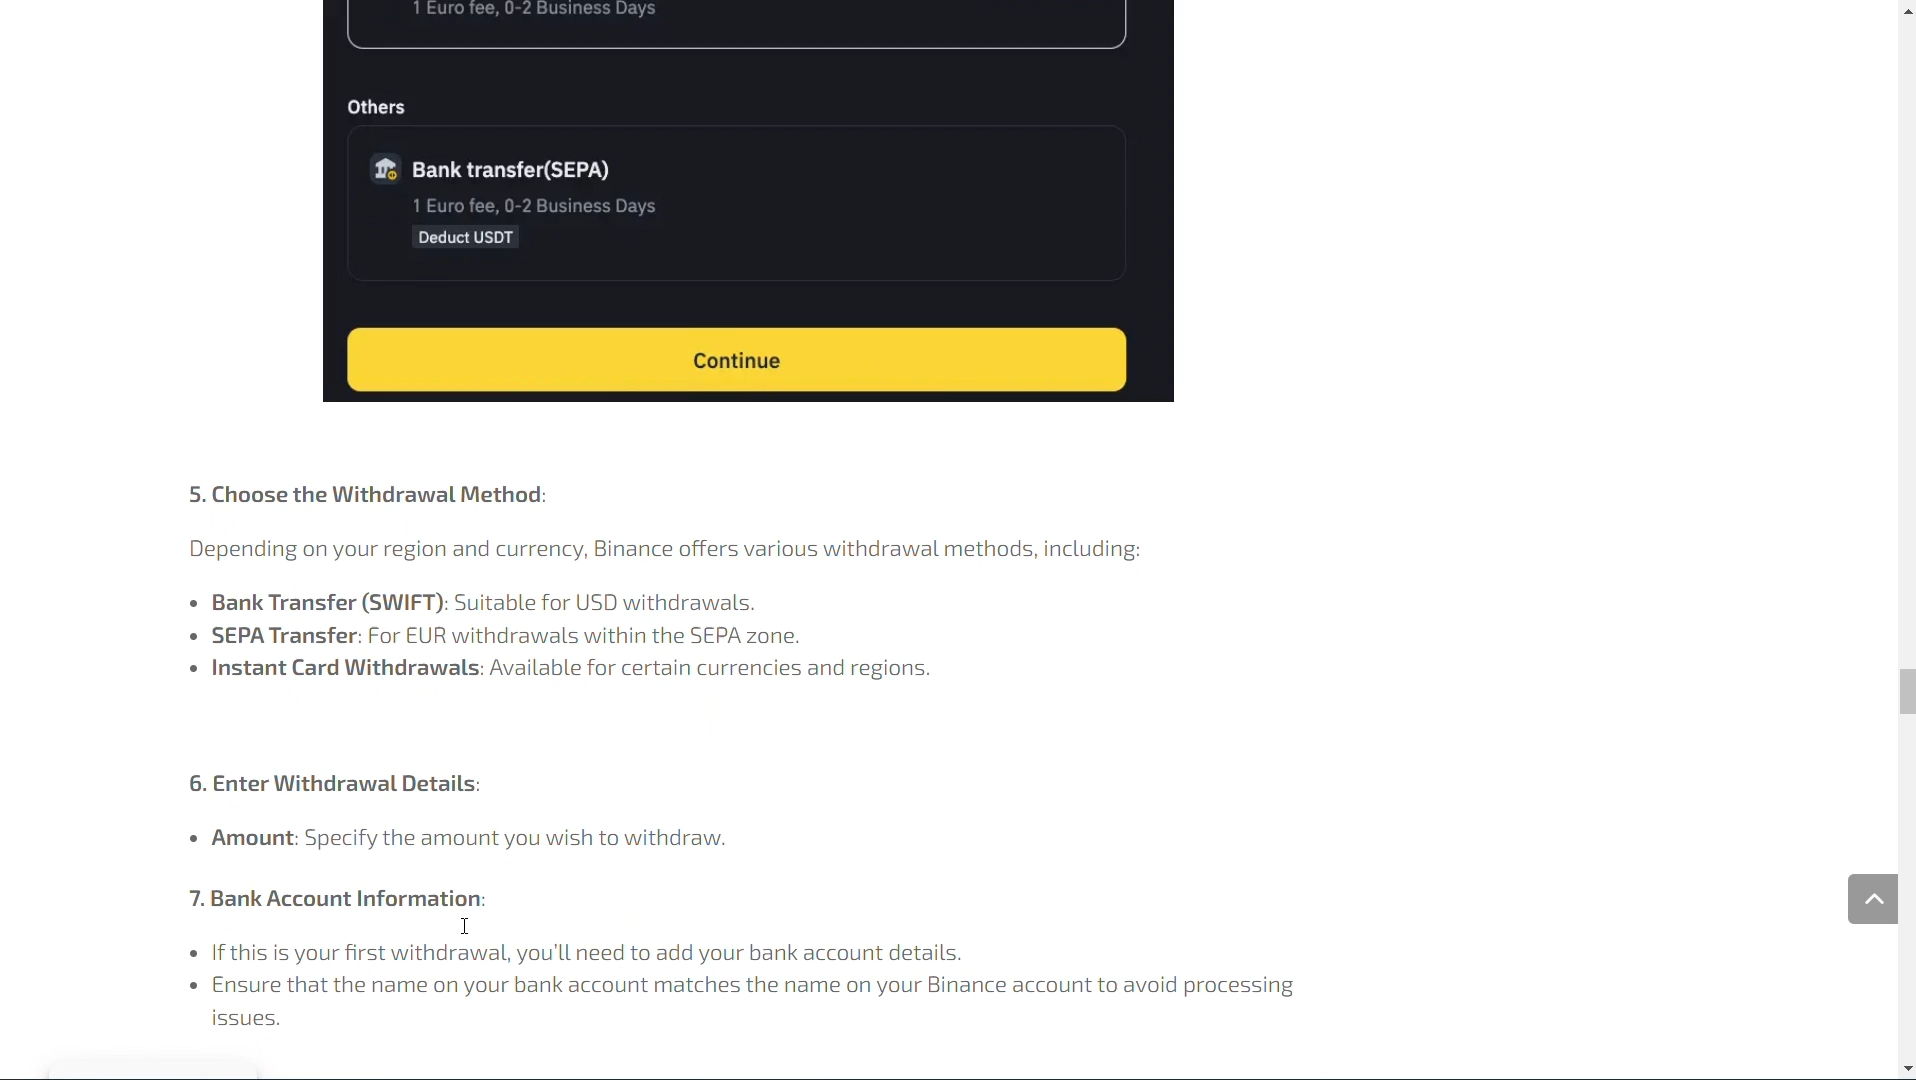 1 Euro fee, 0-2 Business Days
Others
Bank transfer(SEPA)
1 Euro fee, 0-2 Business Days
Deduct USDT
Continue
5. Choose the Withdrawal Method:
Depending on your region and currency, Binance offers various withdrawal methods, including:
• Bank Transfer (SWIFT): Suitable for USD withdrawals.
• SEPA Transfer: For EUR withdrawals within the SEPA zone.
• Instant Card Withdrawals: Available for certain currencies and regions.
6. Enter Withdrawal Details:
• Amount: Specify the amount you wish to withdraw.
7. Bank Account Information:
• If this is your first withdrawal, you’ll need to add your bank account details.
• Ensure that the name on your bank account matches the name on your Binance account to avoid processing
issues.